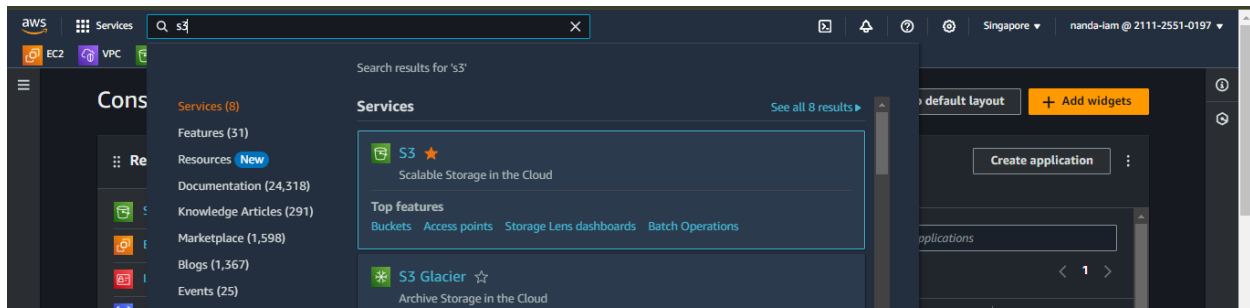 aws Services s3 Singapore ▼ nanda-iam @ 2111-2551-0197 ▼
EC2 VPC
Search results for 's3'
Cons
Services (8)
Features (31)
Resources New
Documentation (24,318)
Knowledge Articles (291)
Marketplace (1,598)
Blogs (1,367)
Events (25)
Services See all 8 results ▶
S3
Scalable Storage in the Cloud
Top features
Buckets Access points Storage Lens dashboards Batch Operations
S3 Glacier
Archive Storage in the Cloud
default layout + Add widgets
Re
Create application
applications
< 1 >